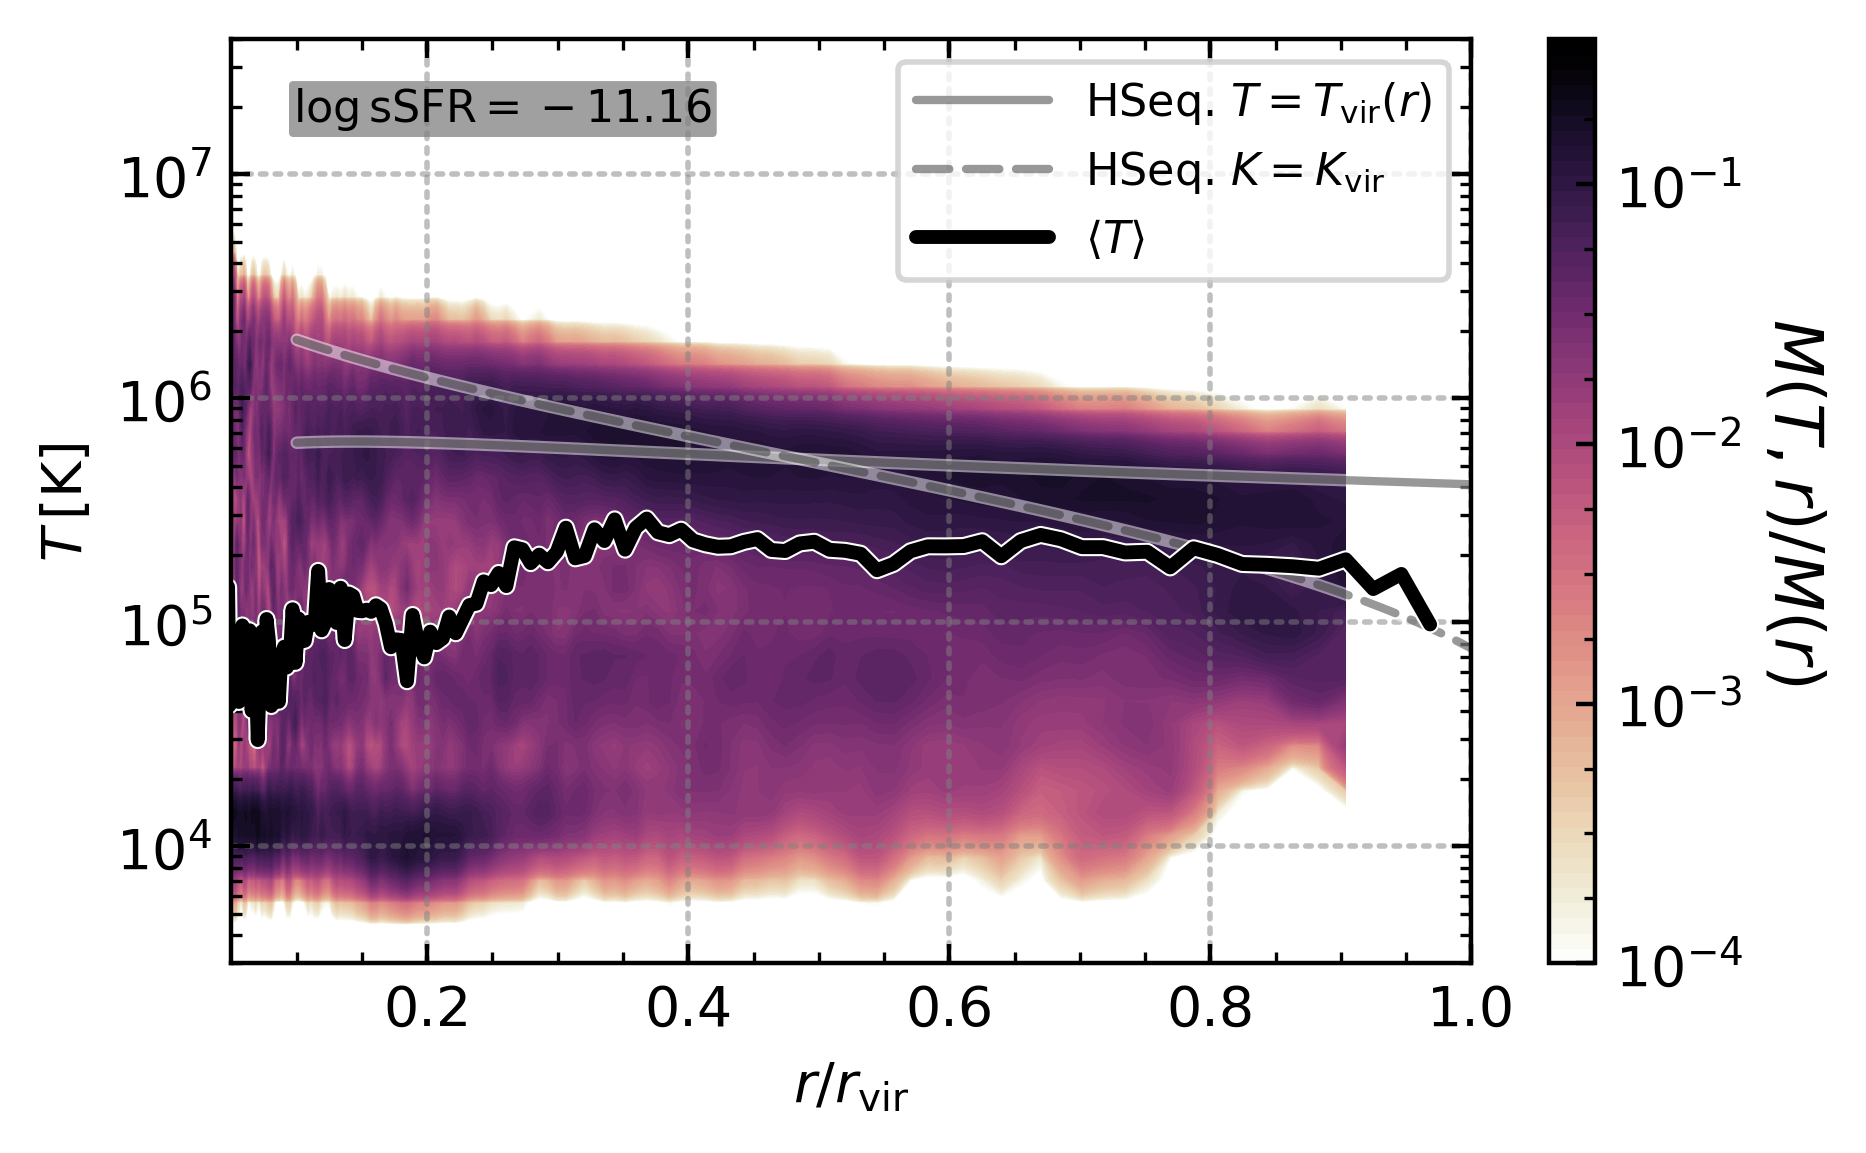 log sSFR = −11.16
HSeq. T = T_vir(r)
HSeq. K = K_vir
⟨T⟩
10^7
10^6
10^5
10^4
T [K]
0.2 0.4 0.6 0.8 1.0
r/r_vir
10^−1
10^−2
10^−3
10^−4
M(T, r)/M(r)